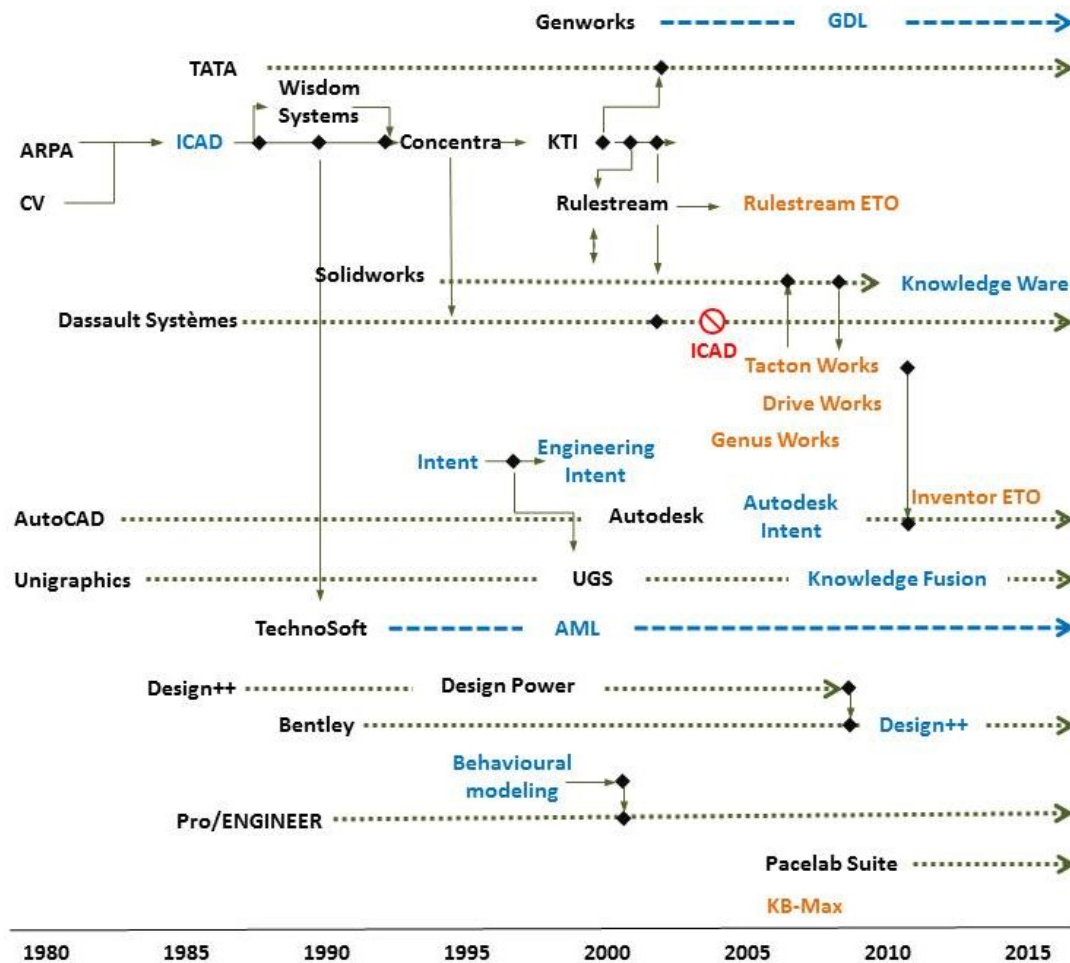 Genworks GDL
TATA
Wisdom
Systems
ICAD Concentra KTI
ARPA
CV Rulestream Rulestream ETO
Solidworks Knowledge Ware
Dassault Systèmes
ICAD Tacton Works
Drive Works
Genus Works
Intent Engineering
Intent
Inventor ETO
AutoCAD Autodesk Autodesk
Intent
Unigraphics UGS Knowledge Fusion
TechnoSoft AML
Design++ Design Power
Bentley Design++
Behavioural
modeling
Pro/ENGINEER
Pacelab Suite
KB-Max
1980 1985 1990 1995 2000 2005 2010 2015